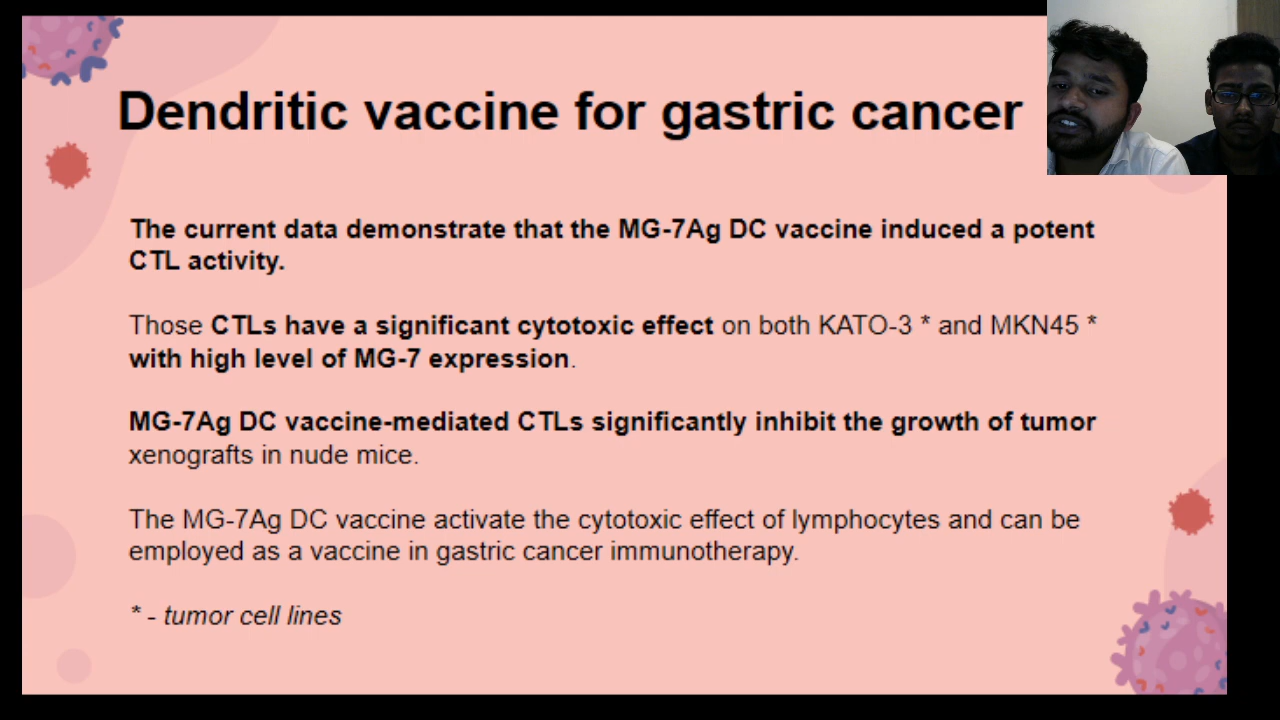 Dendritic vaccine for gastric cancer
The current data demonstrate that the MG-7Ag DC vaccine induced a potent
CTL activity.
Those CTLs have a significant cytotoxic effect on both KATO-3 * and MKN45 *
with high level of MG-7 expression.
MG-7Ag DC vaccine-mediated CTLs significantly inhibit the growth of tumor
xenografts in nude mice.
The MG-7Ag DC vaccine activate the cytotoxic effect of lymphocytes and can be
employed as a vaccine in gastric cancer immunotherapy.
* - tumor cell lines